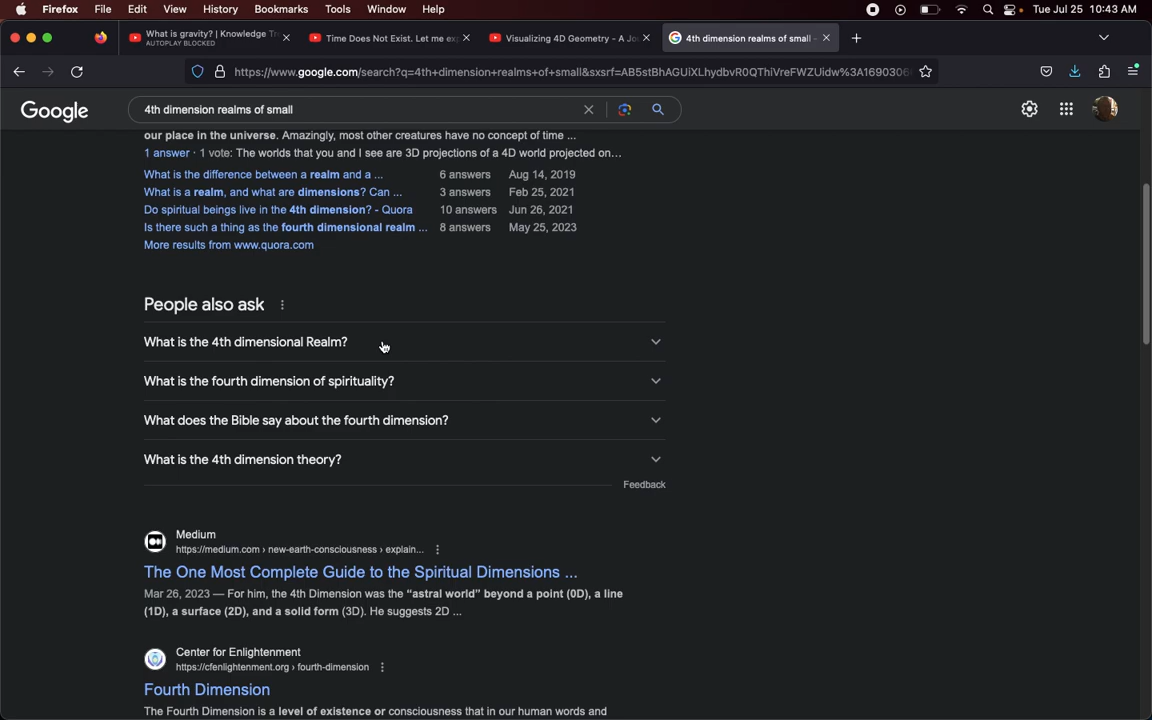 Firefox File Edit View History Bookmarks Tools Window Help Tue Jul 25 10:43 AM
What is gravity? | Knowledge Tr
AUTOPLAY BLOCKED
Time Does Not Exist. Let me ex
Visualizing 4D Geometry - A Jo
4th dimension realms of small -
https://www.google.com/search?q=4th+dimension+realms+of+small&sxsrf=AB5stBhAGUiXLhydbvR0QThiVreFWZUidw%3A1690306
Google
4th dimension realms of small
our place in the universe. Amazingly, most other creatures have no concept of time ...
1 answer · 1 vote: The worlds that you and I see are 3D projections of a 4D world projected on...
What is the difference between a realm and a ... 6 answers Aug 14, 2019
What is a realm, and what are dimensions? Can ... 3 answers Feb 25, 2021
Do spiritual beings live in the 4th dimension? - Quora 10 answers Jun 26, 2021
Is there such a thing as the fourth dimensional realm ... 8 answers May 25, 2023
More results from www.quora.com
People also ask
What is the 4th dimensional Realm?
What is the fourth dimension of spirituality?
What does the Bible say about the fourth dimension?
What is the 4th dimension theory?
Feedback
Medium
https://medium.com › new-earth-consciousness › explain...
The One Most Complete Guide to the Spiritual Dimensions ...
Mar 26, 2023 — For him, the 4th Dimension was the “astral world” beyond a point (0D), a line
(1D), a surface (2D), and a solid form (3D). He suggests 2D ...
Center for Enlightenment
https://cfenlightenment.org › fourth-dimension
Fourth Dimension
The Fourth Dimension is a level of existence or consciousness that in our human words and